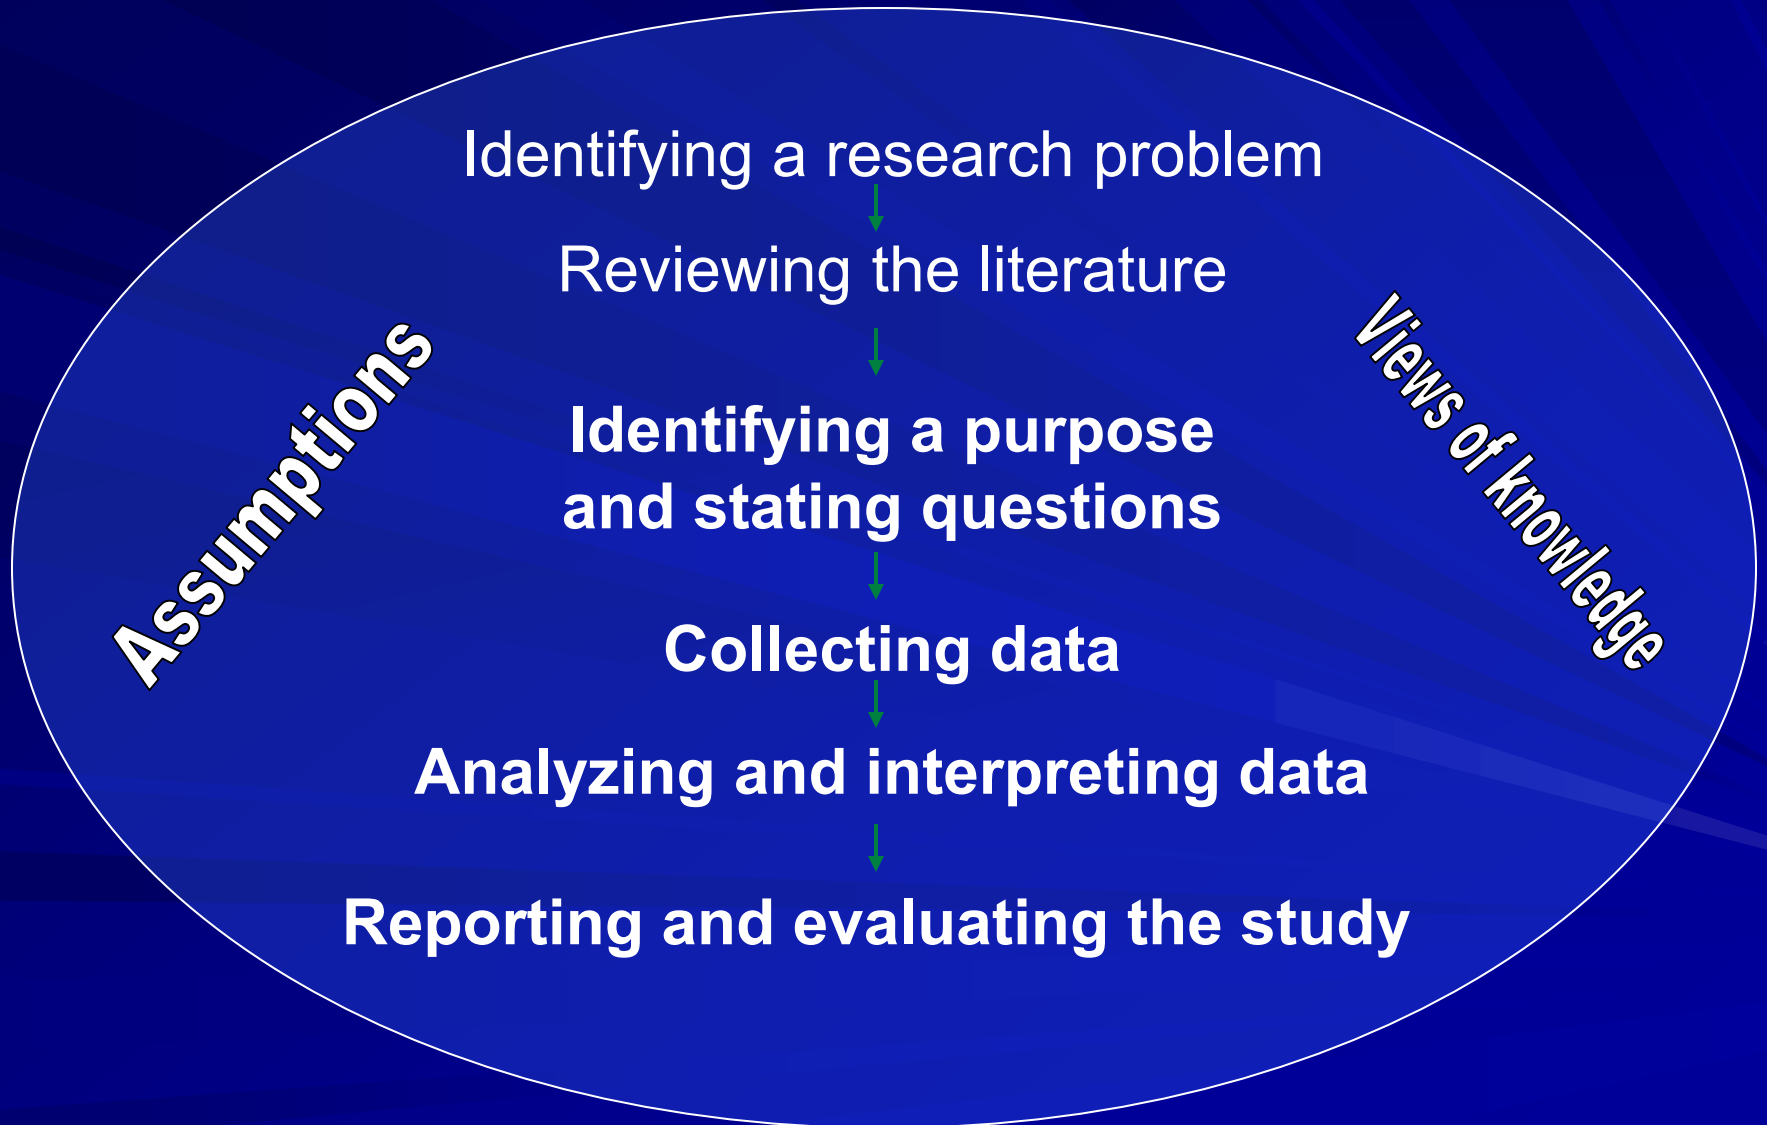 Identifying a research problem
Reviewing the literature
Assumptions
Views of knowledge
Identifying a purpose
and stating questions
Collecting data
Analyzing and interpreting data
Reporting and evaluating the study